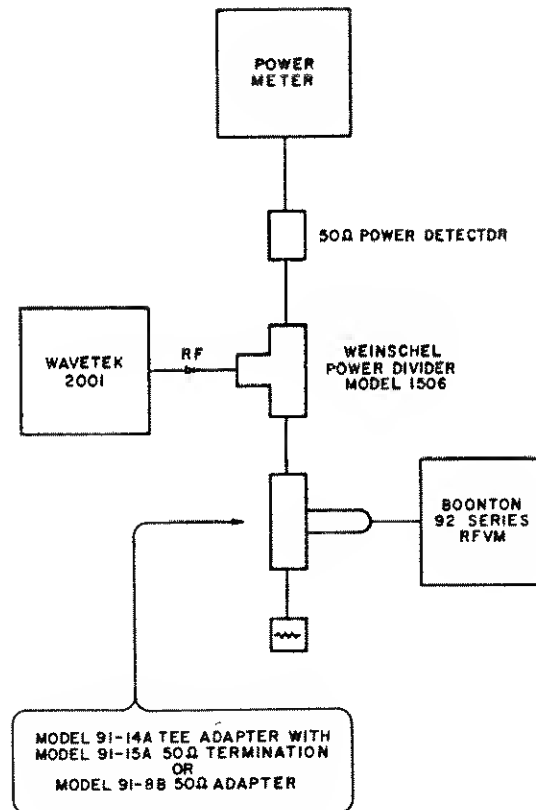 POWER
METER
50Ω POWER DETECTOR
RF
WAVETEK
2001
WEINSCHEL
POWER DIVIDER
MODEL 1506
BOONTON
92 SERIES
RFVM
MODEL 91-14A TEE ADAPTER WITH
MODEL 91-15A 50Ω TERMINATION
OR
MODEL 91-8B 50Ω ADAPTER